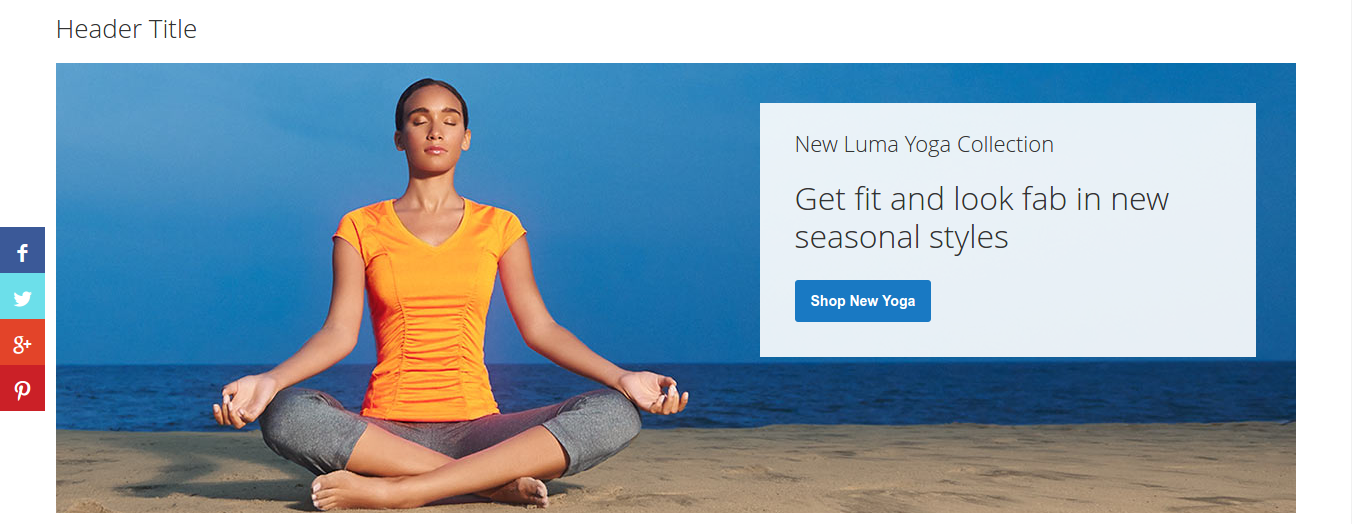 Header Title
New Luma Yoga Collection
Get fit and look fab in new
seasonal styles
Shop New Yoga
f
g+